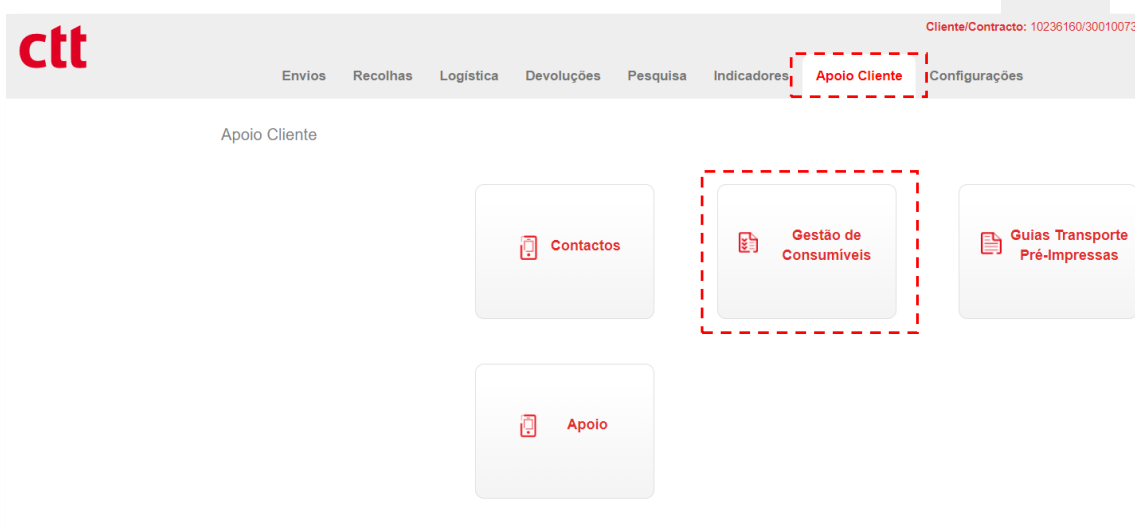 ctt
Cliente/Contracto: 10236160/30010073
Envios Recolhas Logística Devoluções Pesquisa Indicadores Apoio Cliente Configurações
Apoio Cliente
Contactos
Gestão de
Consumíveis
Guias Transporte
Pré-Impressas
Apoio